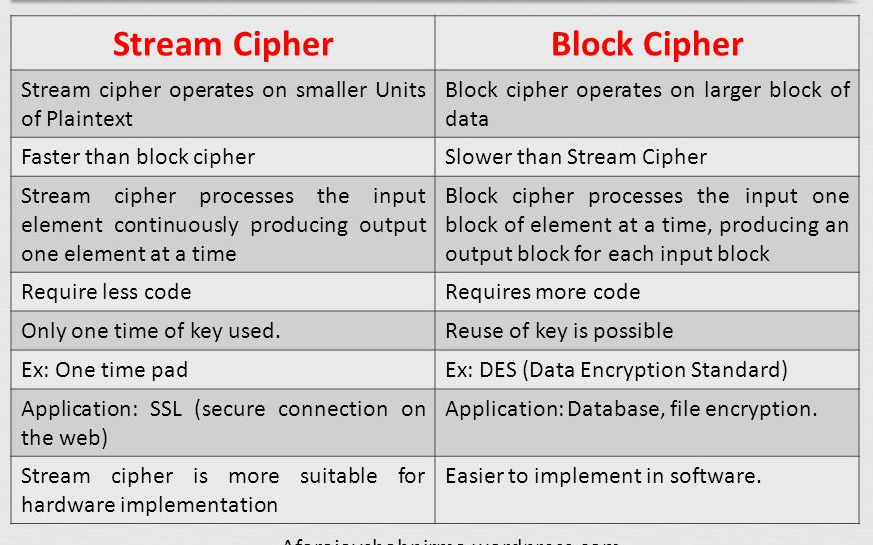 Stream Cipher
Block Cipher
Stream cipher operates on smaller Units
of Plaintext
Block cipher operates on larger block of
data
Faster than block cipher
Slower than Stream Cipher
Stream cipher processes the input
element continuously producing output
one element at a time
Block cipher processes the input one
block of element at a time, producing an
output block for each input block
Require less code
Requires more code
Only one time of key used.
Reuse of key is possible
Ex: One time pad
Ex: DES (Data Encryption Standard)
Application: SSL (secure connection on
the web)
Application: Database, file encryption.
Stream cipher is more suitable for
hardware implementation
Easier to implement in software.